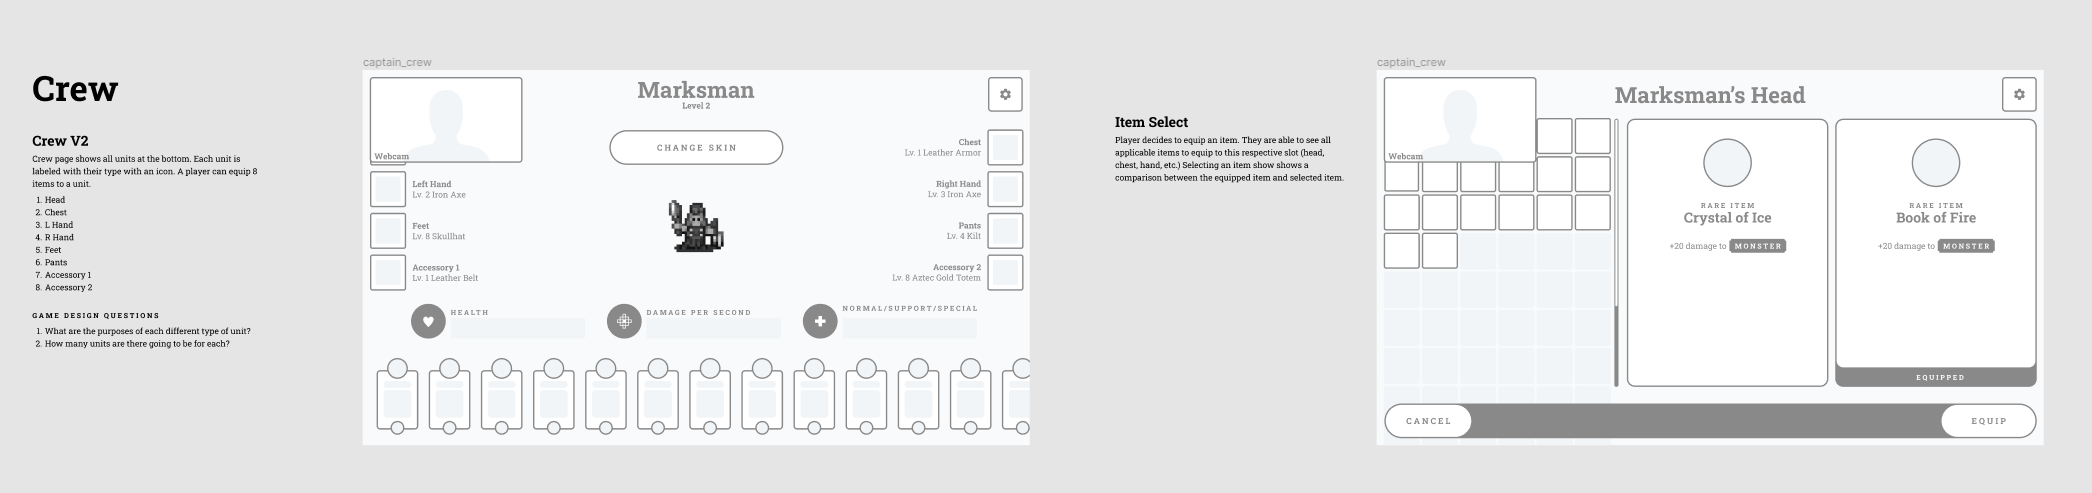 Crew
Crew V2
Crew page shows all units at the bottom. Each unit is
labeled with their type with an icon. A player can equip 8
items to a unit.
1. Head
2. Chest
3. L Hand
4. R Hand
5. Feet
6. Pants
7. Accessory 1
8. Accessory 2
GAME DESIGN QUESTIONS
1. What are the purposes of each different type of unit?
2. How many units are there going to be for each?
captain_crew
Webcam
Marksman
Level 2
CHANGE SKIN
Left Hand
Lv. 2 Iron Axe
Feet
Lv. 8 Skullhat
Accessory 1
Lv. 1 Leather Belt
Chest
Lv. 1 Leather Armor
Right Hand
Lv. 3 Iron Axe
Pants
Lv. 4 Kilt
Accessory 2
Lv. 8 Aztec Gold Totem
HEALTH
DAMAGE PER SECOND
NORMAL/SUPPORT/SPECIAL
Item Select
Player decides to equip an item. They are able to see all
applicable items to equip to this respective slot (head,
chest, hand, etc.) Selecting an item show shows a
comparison between the equipped item and selected item.
captain_crew
Webcam
Marksman's Head
RARE ITEM
Crystal of Ice
+20 damage to MONSTER
RARE ITEM
Book of Fire
+20 damage to MONSTER
EQUIPPED
CANCEL
EQUIP